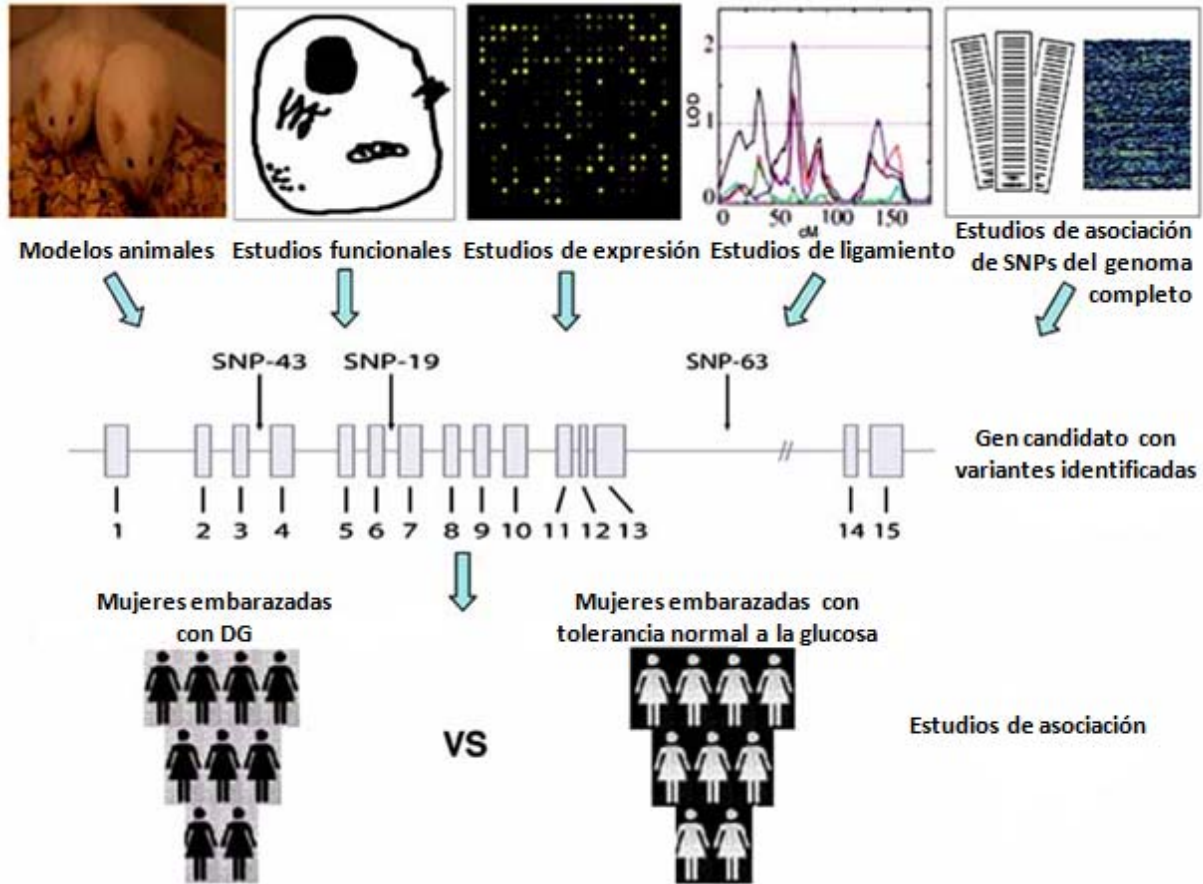 2
1
0
LOD
0 50 100 150
cM
Modelos animales
Estudios funcionales
Estudios de expresión
Estudios de ligamiento
Estudios de asociación
de SNPs del genoma
completo
SNP-43
SNP-19
SNP-63
Gen candidato con
variantes identificadas
1 2 3 4 5 6 7 8 9 10 11 12 13 14 15
Mujeres embarazadas
con DG
Mujeres embarazadas con
tolerancia normal a la glucosa
VS
Estudios de asociación